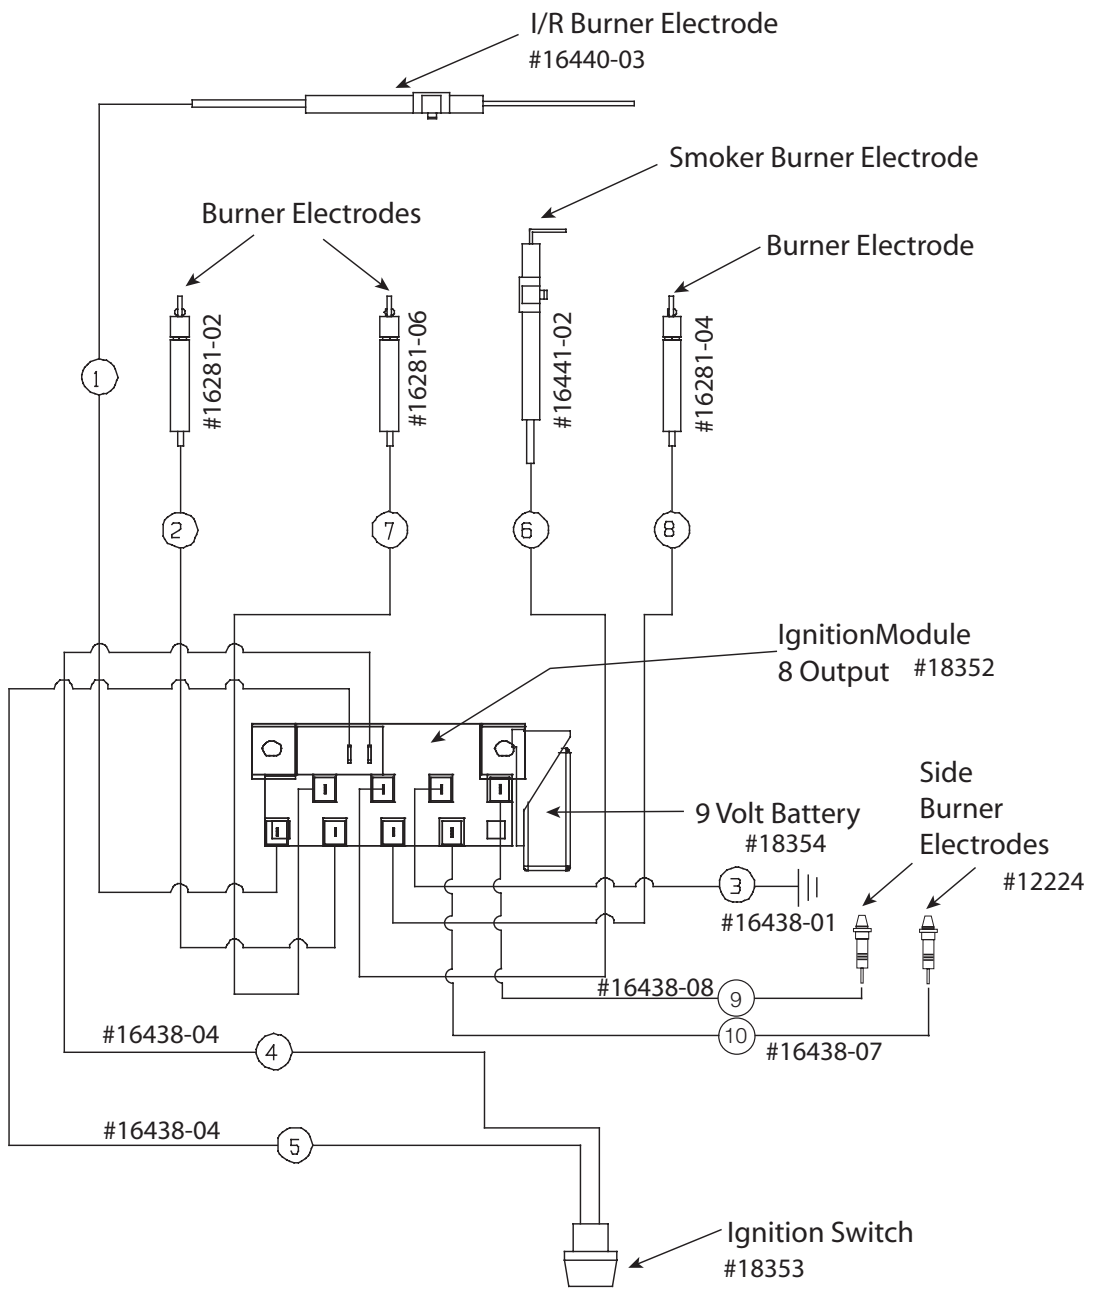 I/R Burner Electrode
#16440-03
Smoker Burner Electrode
Burner Electrodes
Burner Electrode
#16281-02
#16281-06
#16441-02
#16281-04
1
2
7
6
8
IgnitionModule
8 Output #18352
9 Volt Battery
#18354
Side
Burner
Electrodes
#12224
3
#16438-01
#16438-08
9
10
#16438-07
#16438-04
4
#16438-04
5
Ignition Switch
#18353